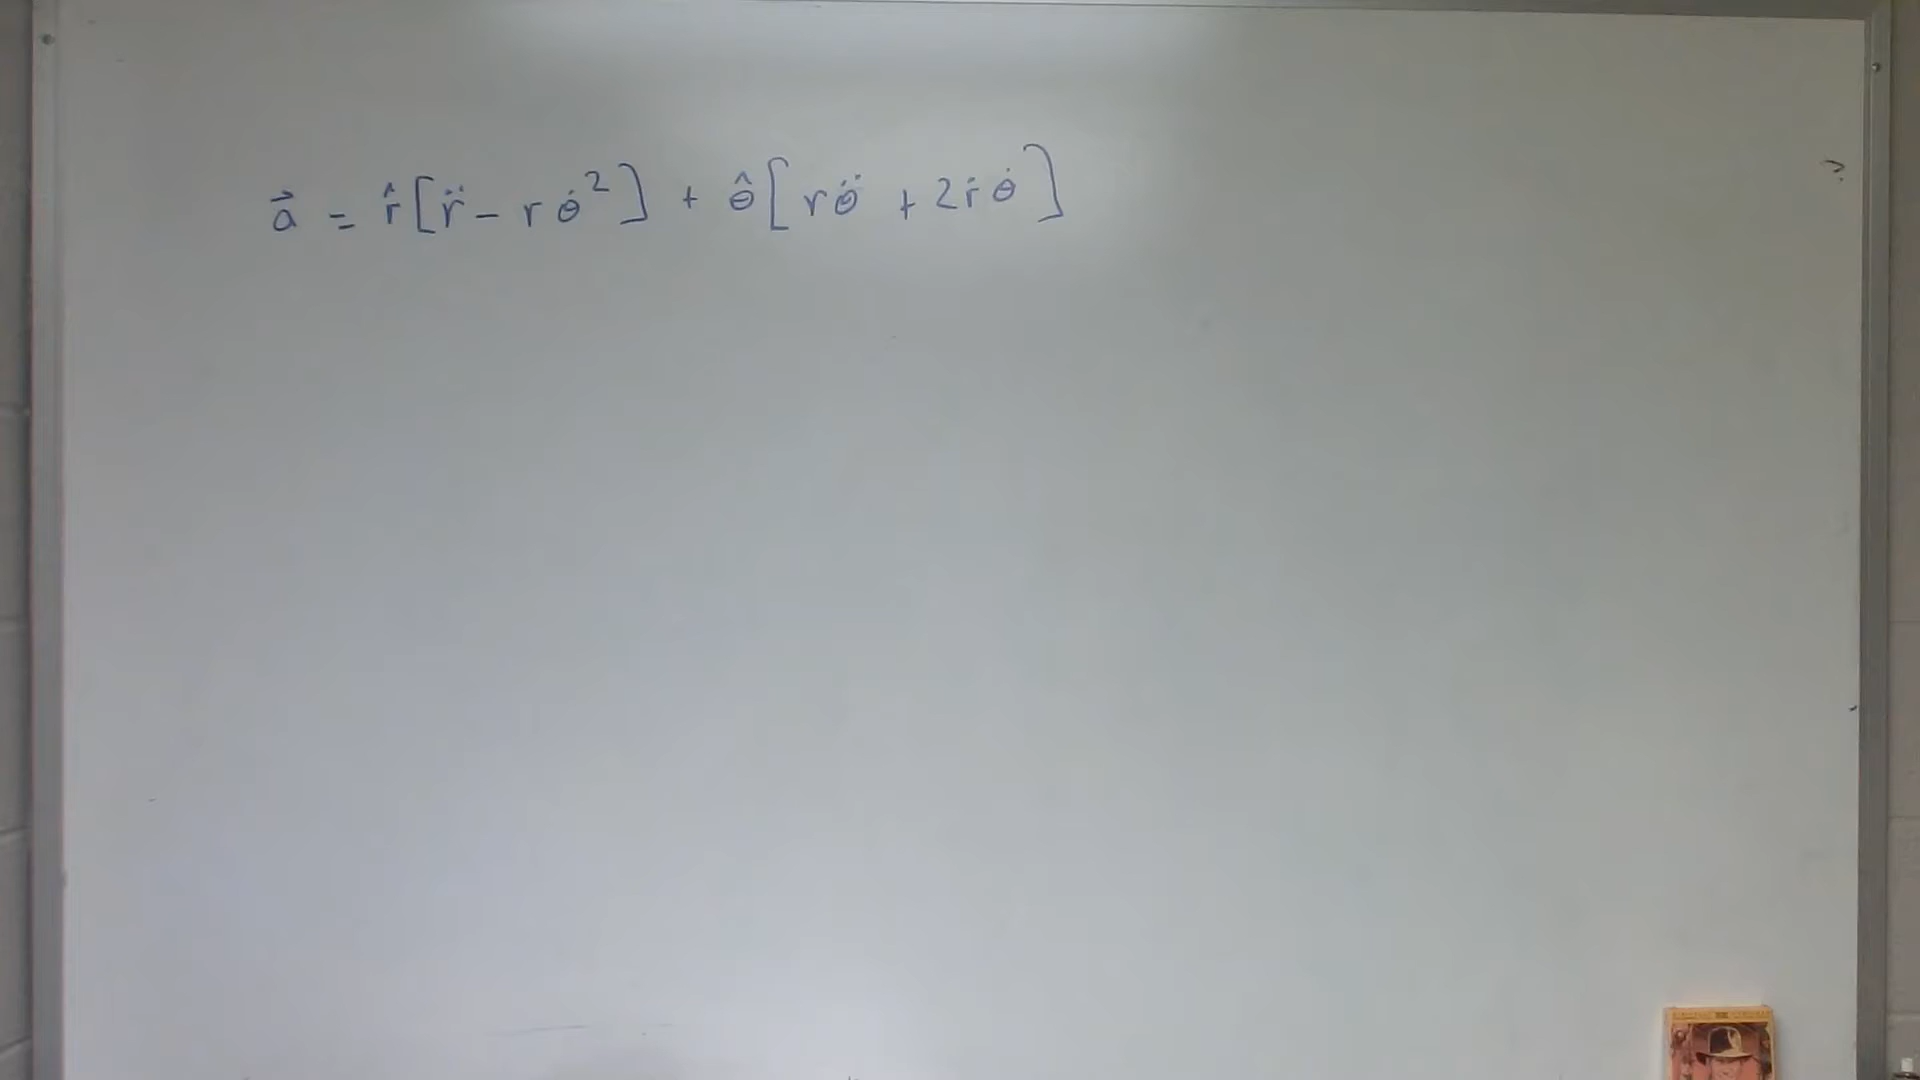 a⃗ = r̂[r̈ - rθ̇²] + θ̂[rθ̈ + 2ṙθ̇]
?